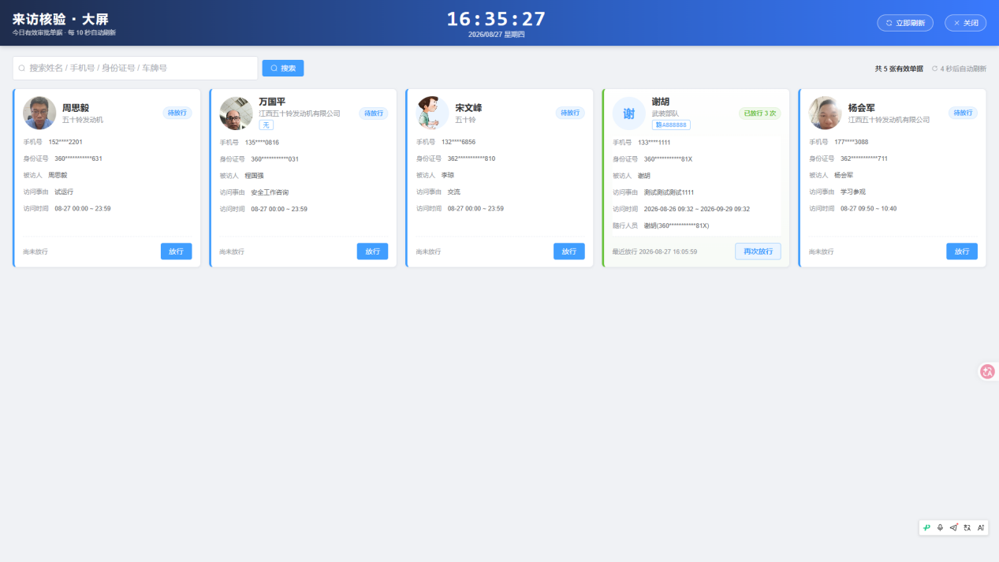 来访核验 · 大屏
今日有效审批单据 · 每 10 秒自动刷新
16:35:27
2026/08/27 星期四
立即刷新
关闭
搜索姓名 / 手机号 / 身份证号 / 车牌号
搜索
共 5 张有效单据
4 秒后自动刷新
周思毅
五十铃发动机
待放行
手机号 152****2201
身份证号 360***********631
被访人 周思毅
访问事由 试运行
访问时间 08-27 00:00 ~ 23:59
尚未放行
放行
万国平
江西五十铃发动机有限公司
无
待放行
手机号 135****0816
身份证号 360***********031
被访人 程国强
访问事由 安全工作咨询
访问时间 08-27 00:00 ~ 23:59
尚未放行
放行
宋文峰
五十铃
待放行
手机号 132****6856
身份证号 362***********810
被访人 李琼
访问事由 交流
访问时间 08-27 00:00 ~ 23:59
尚未放行
放行
谢
谢胡
武装部队
赣A888888
已放行 3 次
手机号 133****1111
身份证号 360***********81X
被访人 谢胡
访问事由 测试测试测试1111
访问时间 2026-08-26 09:32 ~ 2026-09-29 09:32
随行人员 谢胡(360***********81X)
最近放行 2026-08-27 16:05:59
再次放行
杨会军
江西五十铃发动机有限公司
待放行
手机号 177****3088
身份证号 362***********711
被访人 杨会军
访问事由 学习参观
访问时间 08-27 09:50 ~ 10:40
尚未放行
放行